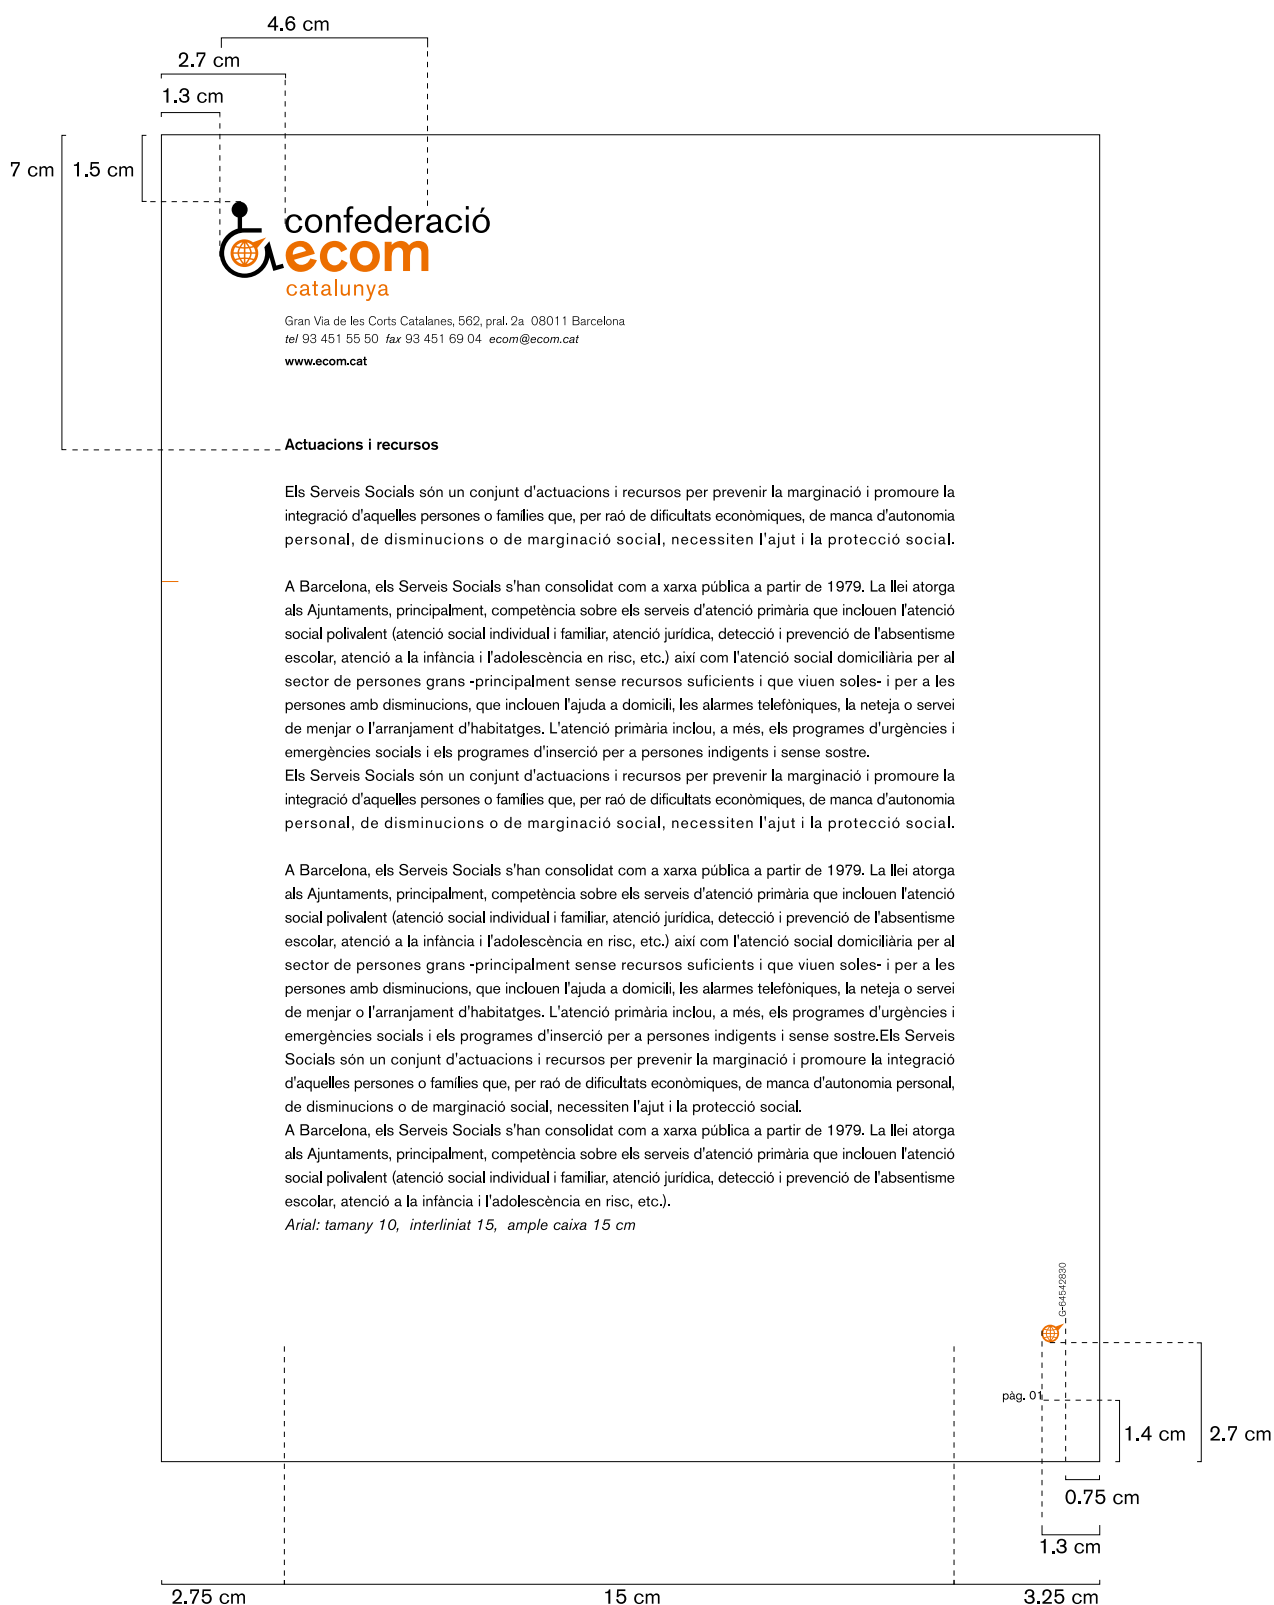 4.6 cm
2.7 cm
1.3 cm
7 cm
1.5 cm
confederació
ecom
catalunya
Gran Via de les Corts Catalanes, 562, pral. 2a 08011 Barcelona
tel 93 451 55 50 fax 93 451 69 04 ecom@ecom.cat
www.ecom.cat
Actuacions i recursos
Els Serveis Socials són un conjunt d'actuacions i recursos per prevenir la marginació i promoure la
integració d'aquelles persones o famílies que, per raó de dificultats econòmiques, de manca d'autonomia
personal, de disminucions o de marginació social, necessiten l'ajut i la protecció social.
A Barcelona, els Serveis Socials s'han consolidat com a xarxa pública a partir de 1979. La llei atorga
als Ajuntaments, principalment, competència sobre els serveis d'atenció primària que inclouen l'atenció
social polivalent (atenció social individual i familiar, atenció jurídica, detecció i prevenció de l'absentisme
escolar, atenció a la infància i l'adolescència en risc, etc.) així com l'atenció social domiciliària per al
sector de persones grans -principalment sense recursos suficients i que viuen soles- i per a les
persones amb disminucions, que inclouen l'ajuda a domicili, les alarmes telefòniques, la neteja o servei
de menjar o l'arranjament d'habitatges. L'atenció primària inclou, a més, els programes d'urgències i
emergències socials i els programes d'inserció per a persones indigents i sense sostre.
Els Serveis Socials són un conjunt d'actuacions i recursos per prevenir la marginació i promoure la
integració d'aquelles persones o famílies que, per raó de dificultats econòmiques, de manca d'autonomia
personal, de disminucions o de marginació social, necessiten l'ajut i la protecció social.
A Barcelona, els Serveis Socials s'han consolidat com a xarxa pública a partir de 1979. La llei atorga
als Ajuntaments, principalment, competència sobre els serveis d'atenció primària que inclouen l'atenció
social polivalent (atenció social individual i familiar, atenció jurídica, detecció i prevenció de l'absentisme
escolar, atenció a la infància i l'adolescència en risc, etc.) així com l'atenció social domiciliària per al
sector de persones grans -principalment sense recursos suficients i que viuen soles- i per a les
persones amb disminucions, que inclouen l'ajuda a domicili, les alarmes telefòniques, la neteja o servei
de menjar o l'arranjament d'habitatges. L'atenció primària inclou, a més, els programes d'urgències i
emergències socials i els programes d'inserció per a persones indigents i sense sostre.Els Serveis
Socials són un conjunt d'actuacions i recursos per prevenir la marginació i promoure la integració
d'aquelles persones o famílies que, per raó de dificultats econòmiques, de manca d'autonomia personal,
de disminucions o de marginació social, necessiten l'ajut i la protecció social.
A Barcelona, els Serveis Socials s'han consolidat com a xarxa pública a partir de 1979. La llei atorga
als Ajuntaments, principalment, competència sobre els serveis d'atenció primària que inclouen l'atenció
social polivalent (atenció social individual i familiar, atenció jurídica, detecció i prevenció de l'absentisme
escolar, atenció a la infància i l'adolescència en risc, etc.).
Arial: tamany 10, interliniat 15, ample caixa 15 cm
G-64542830
pàg. 01
1.4 cm
2.7 cm
0.75 cm
1.3 cm
2.75 cm
15 cm
3.25 cm